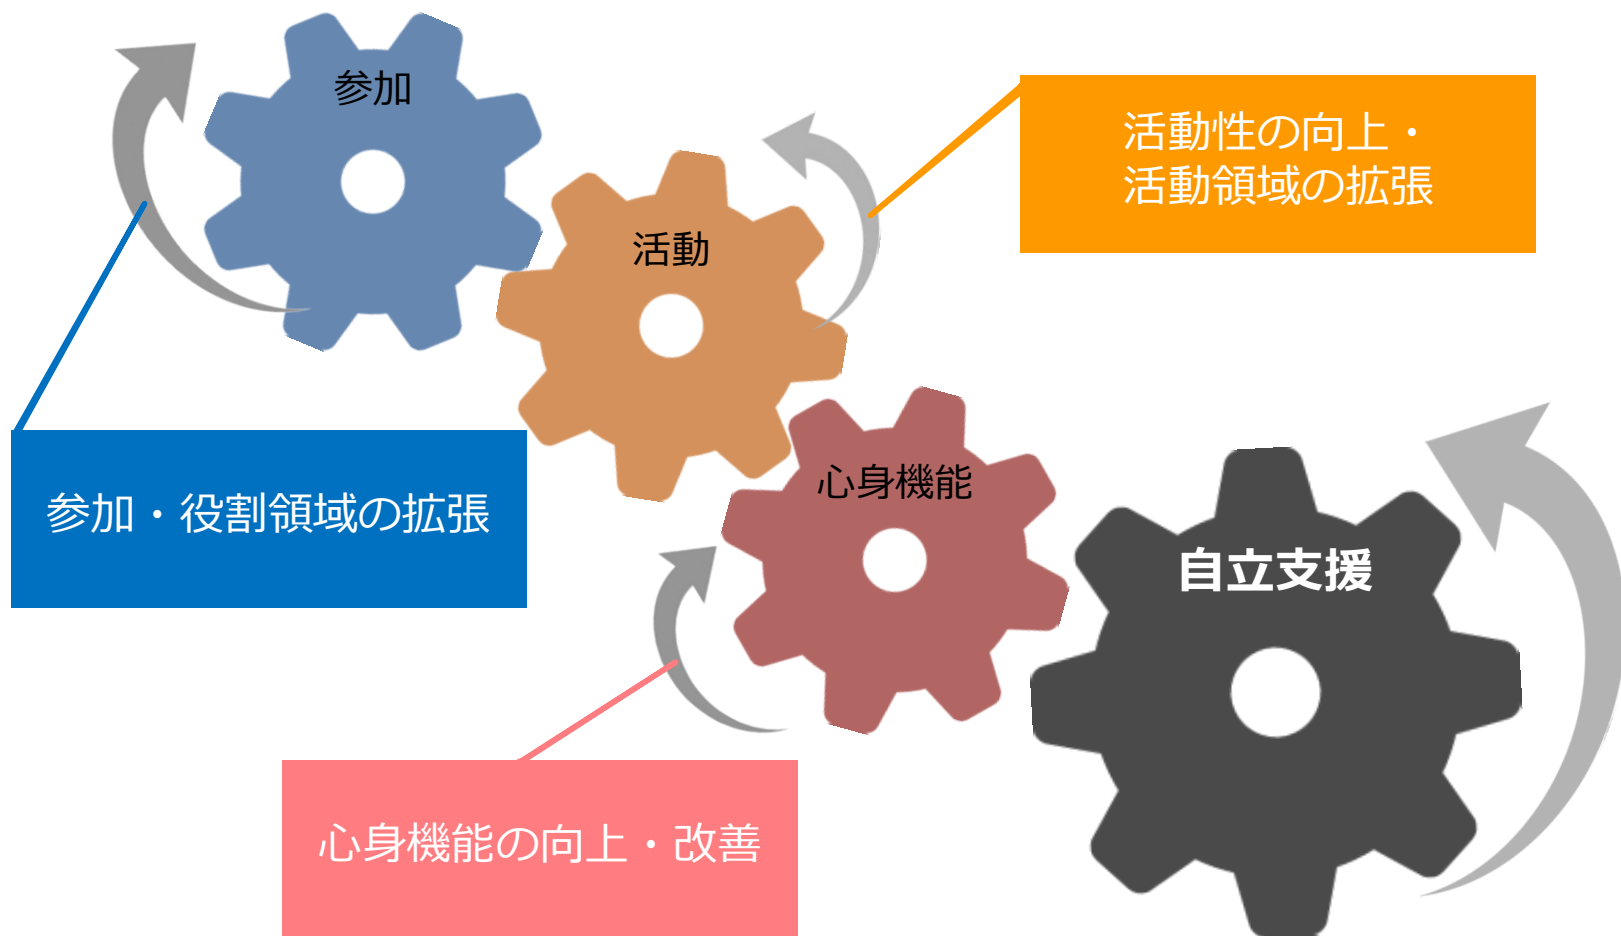 参加
活動性の向上・
活動領域の拡張
活動
心身機能
参加・役割領域の拡張
自立支援
心身機能の向上・改善